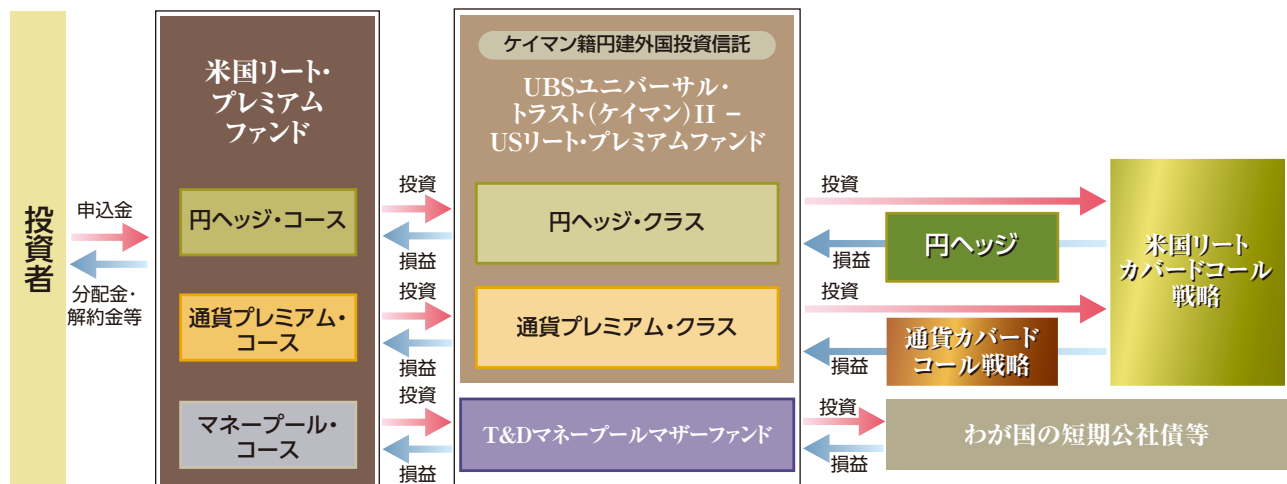 投資者
申込金
分配金・
解約金等
米国リート・
プレミアム
ファンド
円ヘッジ・コース
通貨プレミアム・
コース
マネープール・
コース
投資
損益
投資
損益
投資
損益
ケイマン籍円建外国投資信託
UBSユニバーサル・
トラスト(ケイマン)II −
USリート・プレミアムファンド
円ヘッジ・クラス
通貨プレミアム・クラス
T&Dマネープールマザーファンド
投資
損益
円ヘッジ
投資
損益
通貨カバード
コール戦略
米国リート
カバードコール
戦略
投資
損益
わが国の短期公社債等